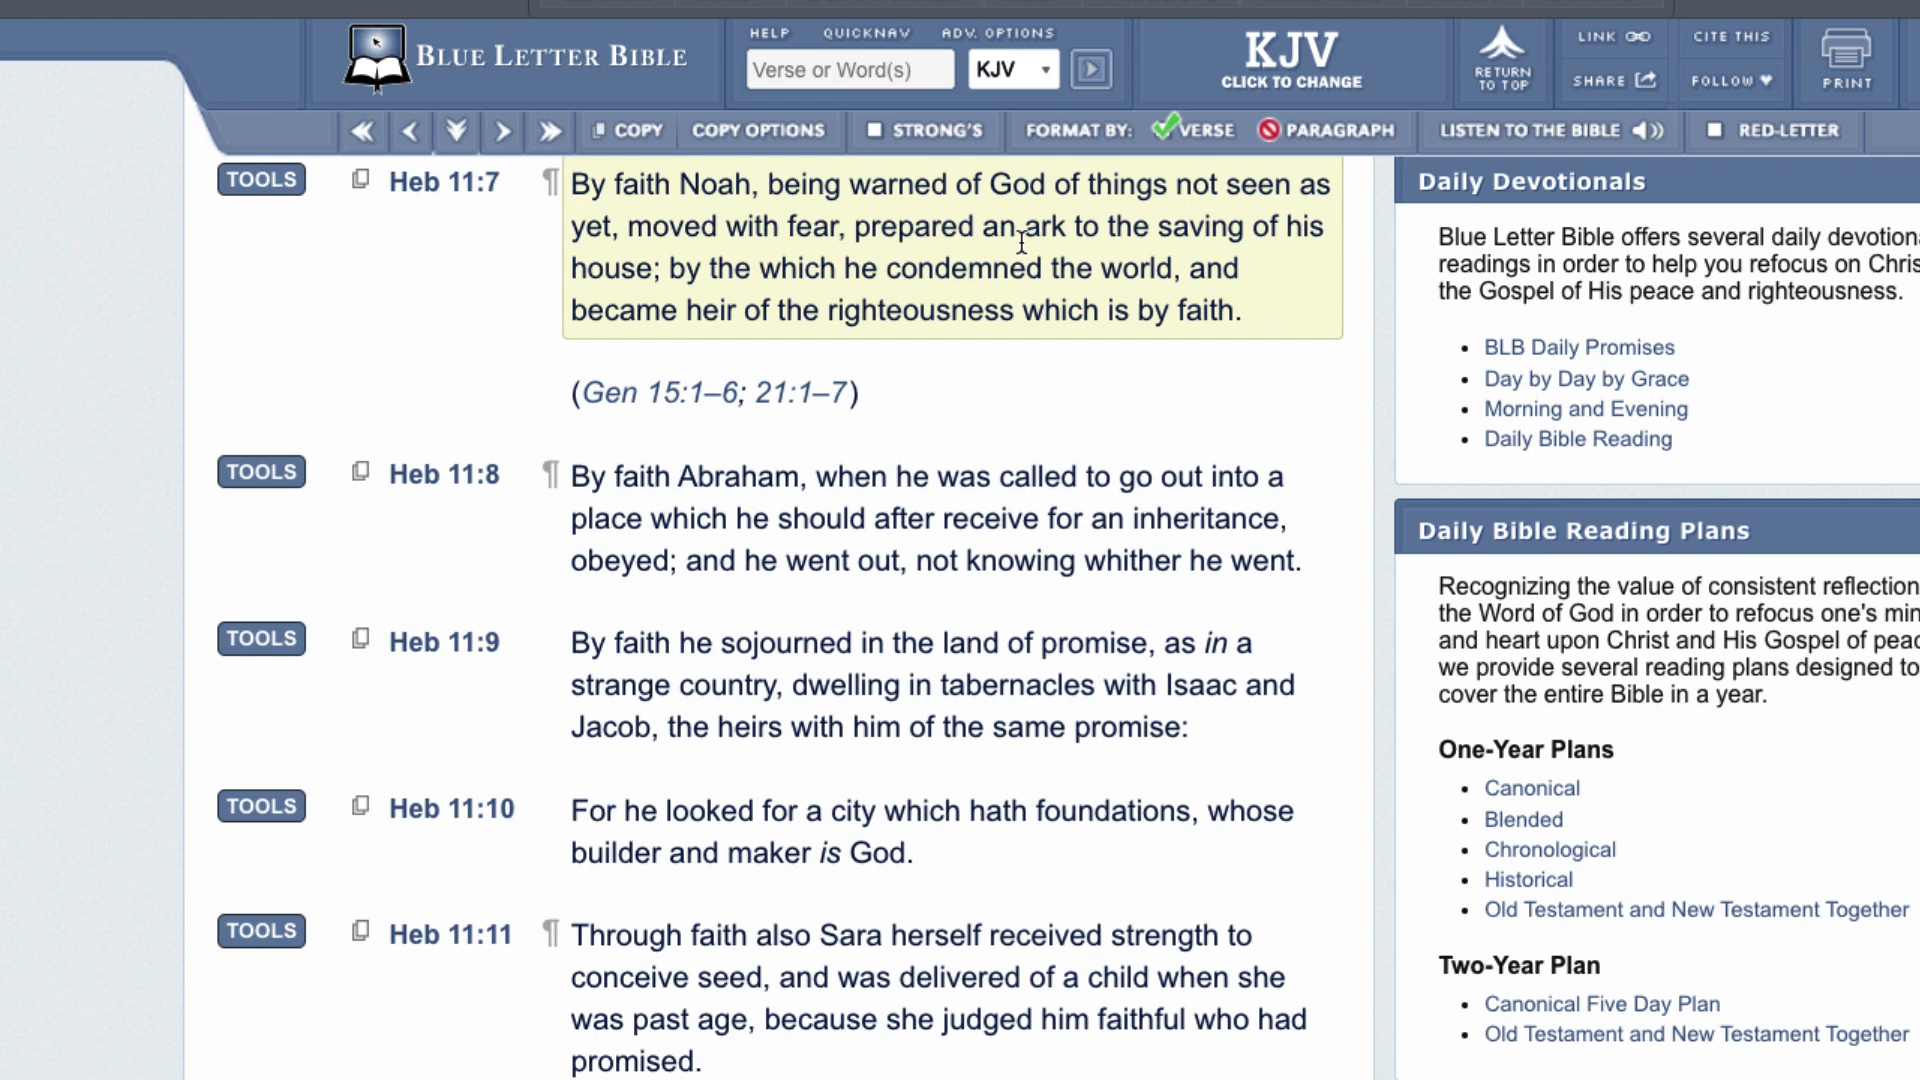 BLUE LETTER BIBLE
HELP QUICKNAV ADV. OPTIONS
Verse or Word(s) KJV
KJV
CLICK TO CHANGE
RETURN
TO TOP
LINK
SHARE
CITE THIS
FOLLOW
PRINT
COPY COPY OPTIONS STRONG'S FORMAT BY: VERSE PARAGRAPH LISTEN TO THE BIBLE RED-LETTER
TOOLS Heb 11:7 ¶ By faith Noah, being warned of God of things not seen as
yet, moved with fear, prepared an ark to the saving of his
house; by the which he condemned the world, and
became heir of the righteousness which is by faith.
(Gen 15:1–6; 21:1–7)
TOOLS Heb 11:8 ¶ By faith Abraham, when he was called to go out into a
place which he should after receive for an inheritance,
obeyed; and he went out, not knowing whither he went.
TOOLS Heb 11:9 By faith he sojourned in the land of promise, as in a
strange country, dwelling in tabernacles with Isaac and
Jacob, the heirs with him of the same promise:
TOOLS Heb 11:10 For he looked for a city which hath foundations, whose
builder and maker is God.
TOOLS Heb 11:11 ¶ Through faith also Sara herself received strength to
conceive seed, and was delivered of a child when she
was past age, because she judged him faithful who had
promised.
Daily Devotionals
Blue Letter Bible offers several daily devotion
readings in order to help you refocus on Chris
the Gospel of His peace and righteousness.
• BLB Daily Promises
• Day by Day by Grace
• Morning and Evening
• Daily Bible Reading
Daily Bible Reading Plans
Recognizing the value of consistent reflection
the Word of God in order to refocus one's min
and heart upon Christ and His Gospel of peac
we provide several reading plans designed to
cover the entire Bible in a year.
One-Year Plans
• Canonical
• Blended
• Chronological
• Historical
• Old Testament and New Testament Together
Two-Year Plan
• Canonical Five Day Plan
• Old Testament and New Testament Together